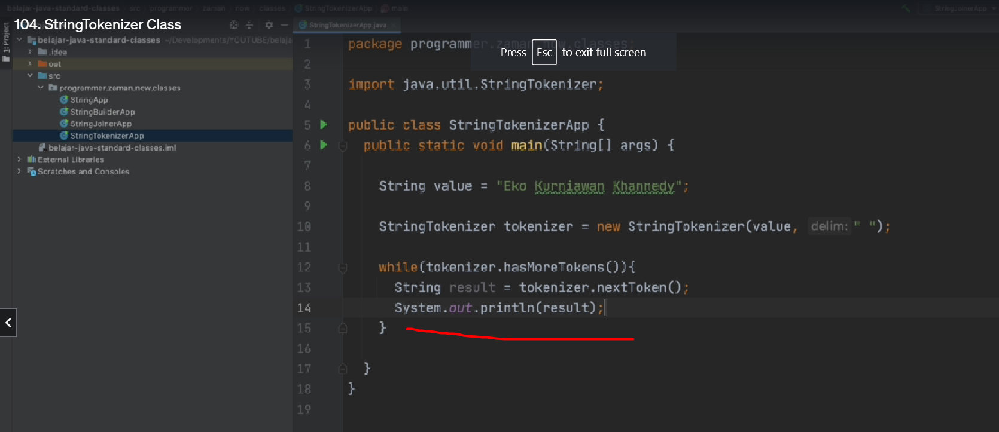 belajar-java-standard-classes src programmer zaman now classes StringTokenizerApp main
StringJoinerApp
104. StringTokenizer Class
1: Project
StringTokenizerApp.java
belajar-java-standard-classes ~/Developments/YOUTUBE/belaja
.idea
out
src
programmer.zaman.now.classes
StringApp
StringBuilderApp
StringJoinerApp
StringTokenizerApp
belajar-java-standard-classes.iml
External Libraries
Scratches and Consoles
Press Esc to exit full screen
1 package programmer.zaman.now.classes;
2
3 import java.util.StringTokenizer;
4
5 public class StringTokenizerApp {
6 public static void main(String[] args) {
7
8 String value = "Eko Kurniawan Khannedy";
9
10 StringTokenizer tokenizer = new StringTokenizer(value, delim: " ");
11
12 while(tokenizer.hasMoreTokens()){
13 String result = tokenizer.nextToken();
14 System.out.println(result);
15 }
16
17 }
18 }
19